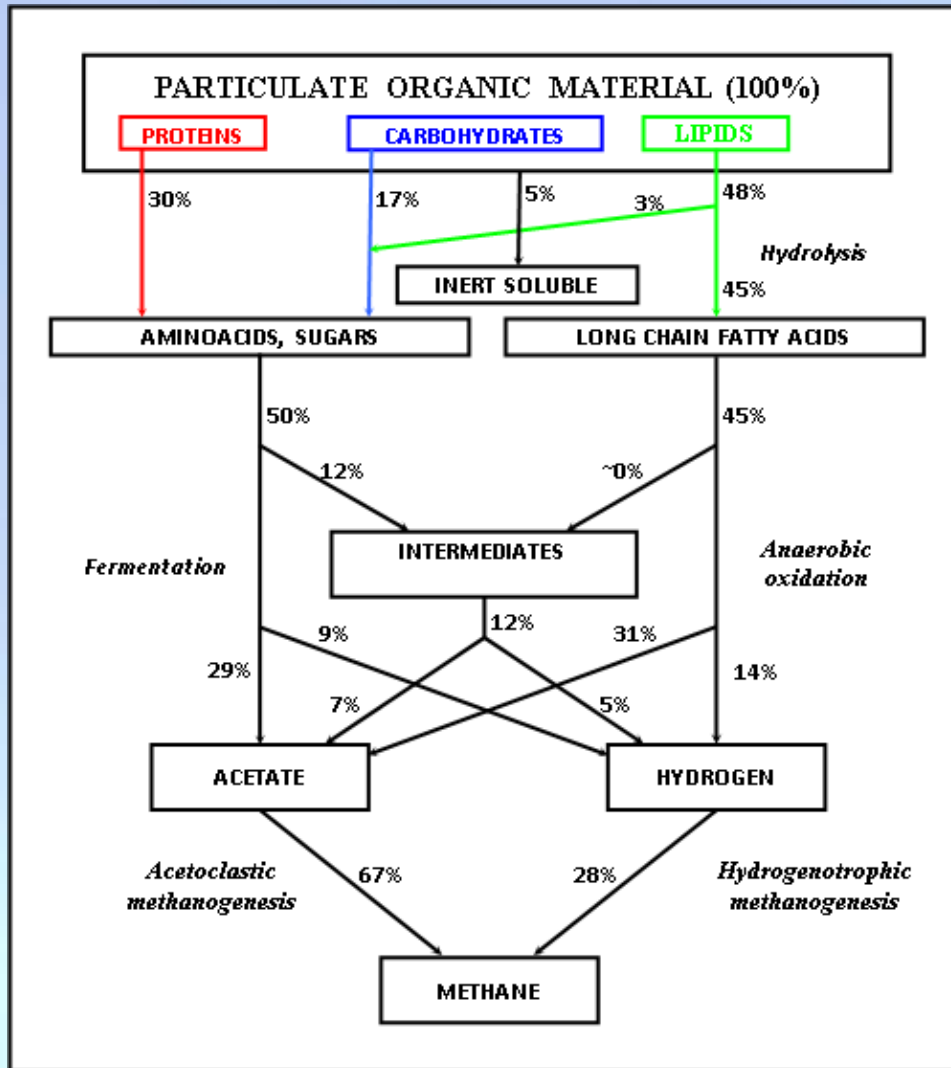 PARTICULATE ORGANIC MATERIAL (100%)
PROTEINS
CARBOHYDRATES
LIPIDS
30%
17%
5%
3%
48%
Hydrolysis
INERT SOLUBLE
45%
AMINOACIDS, SUGARS
LONG CHAIN FATTY ACIDS
50%
45%
12%
~0%
INTERMEDIATES
Fermentation
Anaerobic
oxidation
12%
9%
31%
29%
14%
7%
5%
ACETATE
HYDROGEN
Acetoclastic
methanogenesis
67%
28%
Hydrogenotrophic
methanogenesis
METHANE